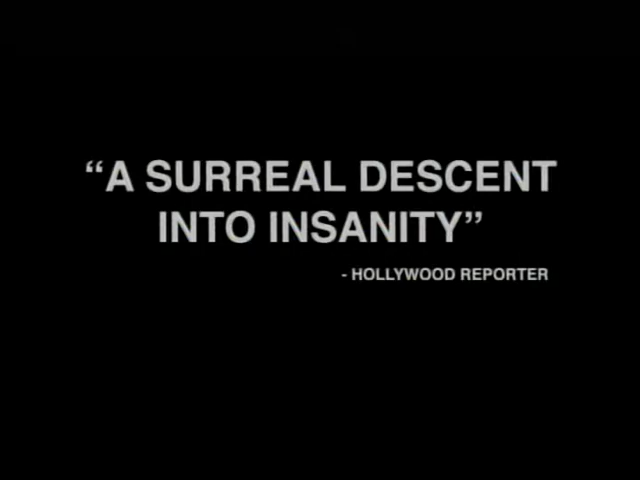 “A SURREAL DESCENT
INTO INSANITY”
- HOLLYWOOD REPORTER